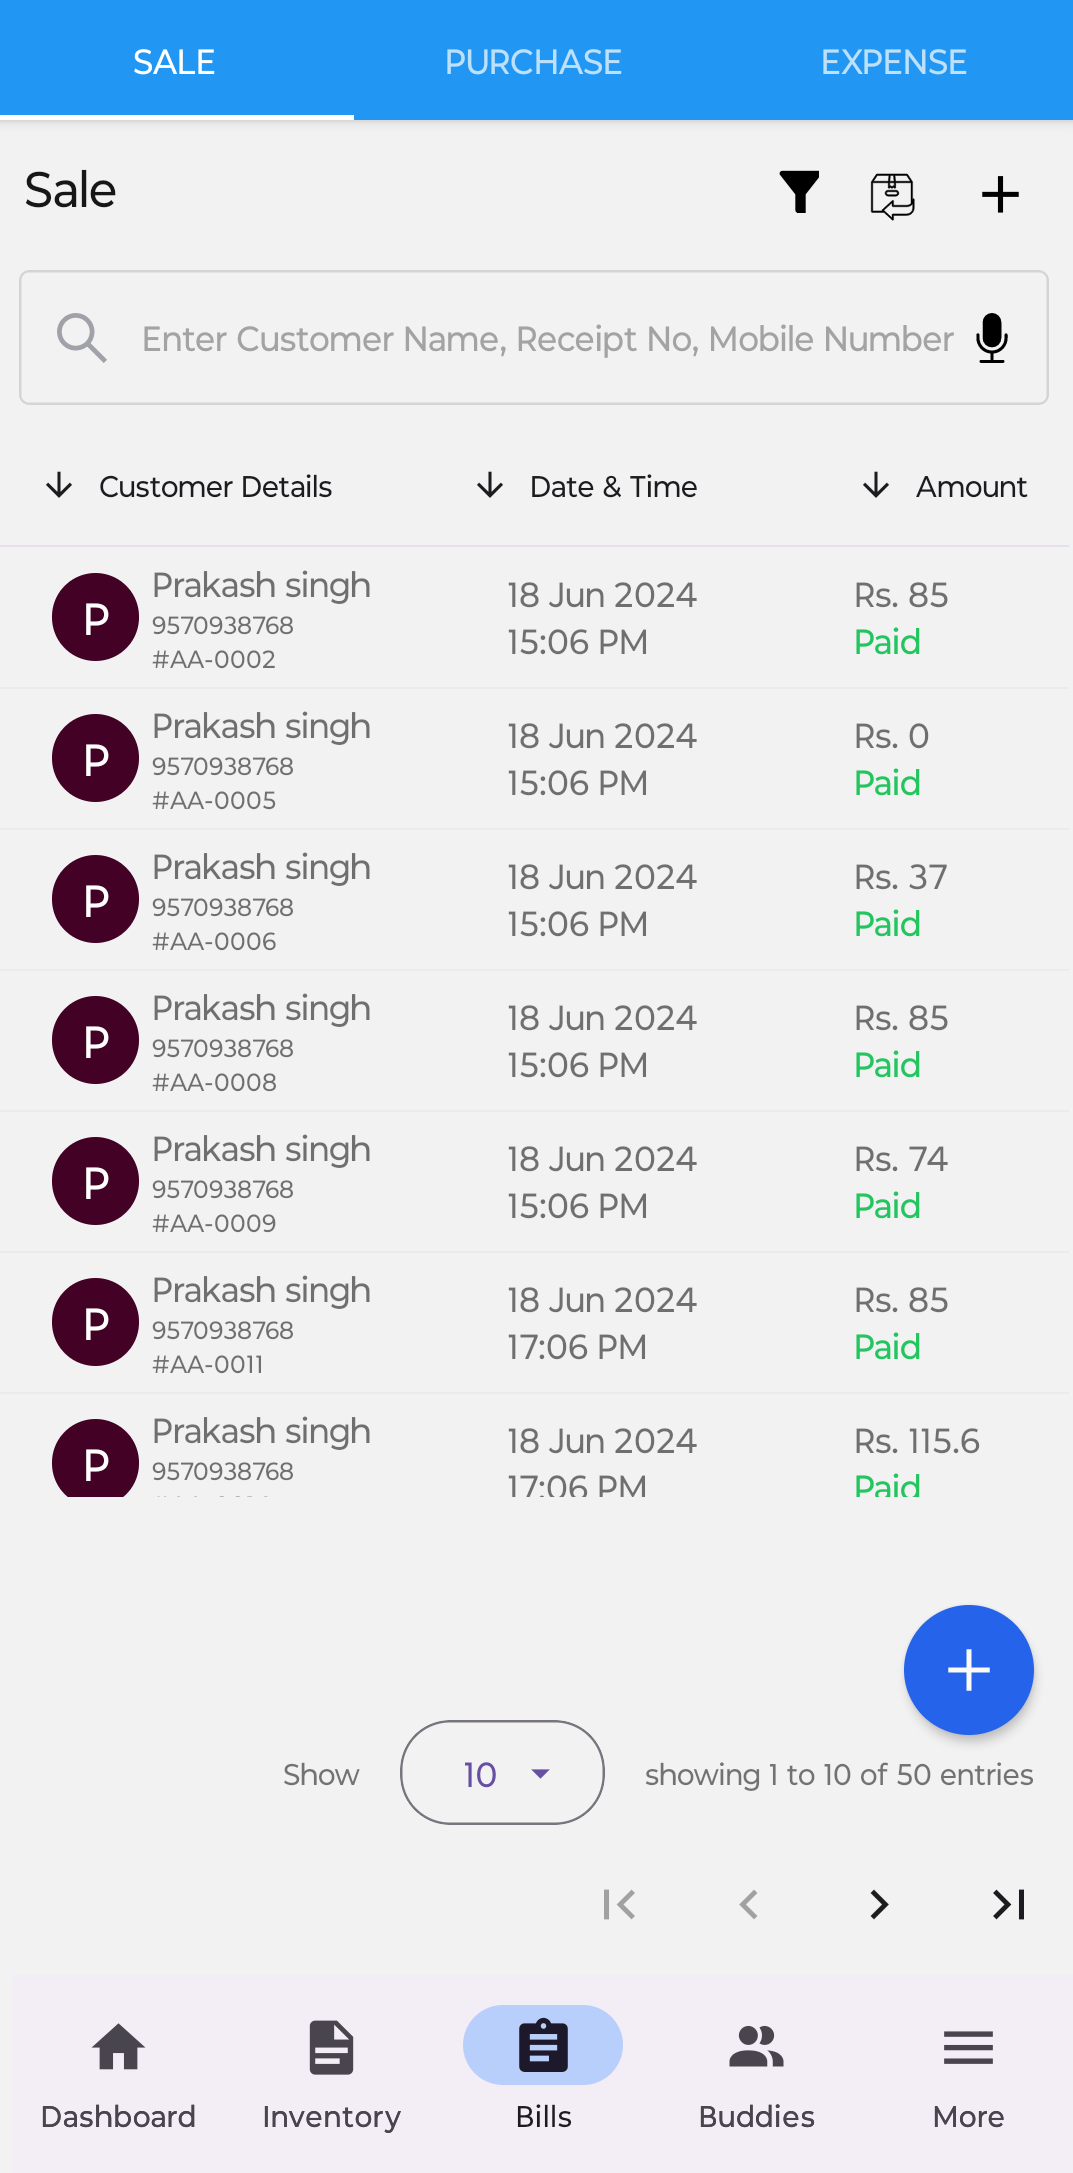 SALE PURCHASE EXPENSE
Sale
Enter Customer Name, Receipt No, Mobile Number
Customer Details Date & Time Amount
P Prakash singh 18 Jun 2024 Rs. 85
9570938768 15:06 PM Paid
#AA-0002
P Prakash singh 18 Jun 2024 Rs. 0
9570938768 15:06 PM Paid
#AA-0005
P Prakash singh 18 Jun 2024 Rs. 37
9570938768 15:06 PM Paid
#AA-0006
P Prakash singh 18 Jun 2024 Rs. 85
9570938768 15:06 PM Paid
#AA-0008
P Prakash singh 18 Jun 2024 Rs. 74
9570938768 15:06 PM Paid
#AA-0009
P Prakash singh 18 Jun 2024 Rs. 85
9570938768 17:06 PM Paid
#AA-0011
P Prakash singh 18 Jun 2024 Rs. 115.6
9570938768 17:06 PM Paid
Show 10 showing 1 to 10 of 50 entries
Dashboard Inventory Bills Buddies More